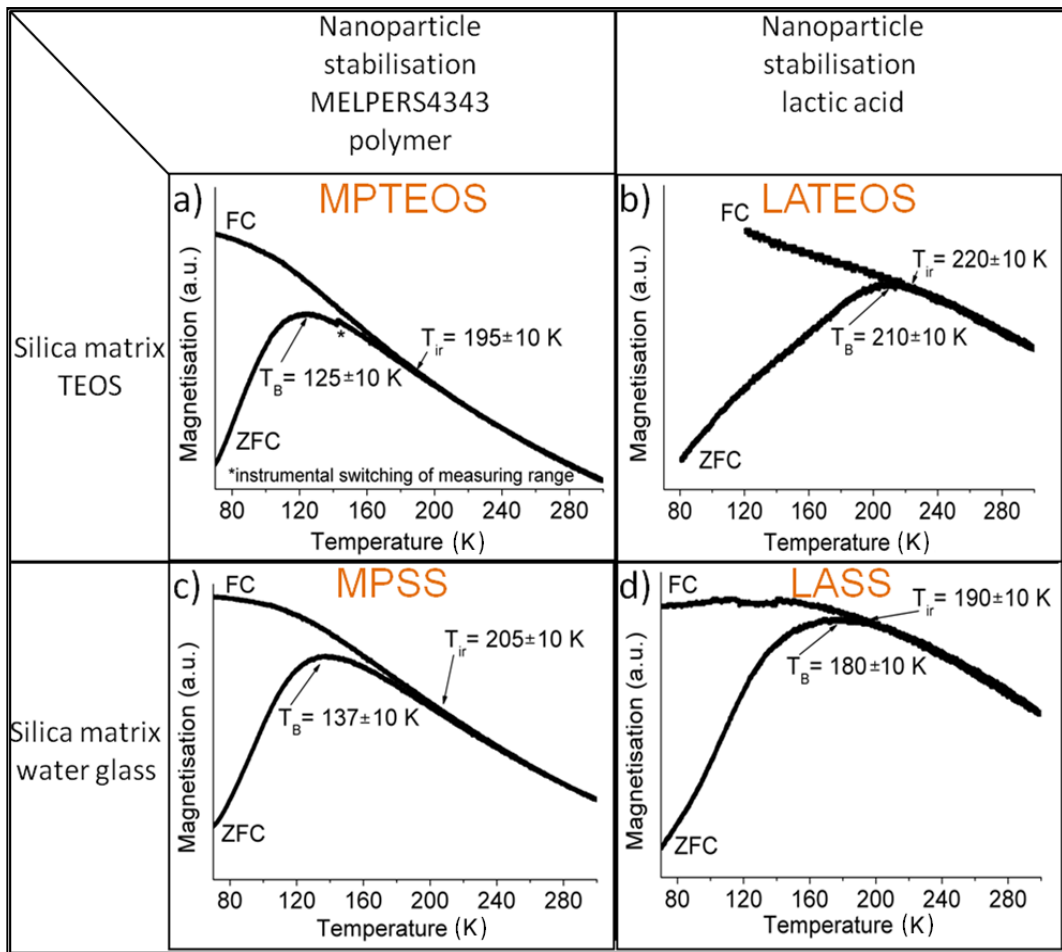 Nanoparticle
stabilisation
MELPERS4343
polymer
Nanoparticle
stabilisation
lactic acid
Silica matrix
TEOS
a)
MPTEOS
FC
ZFC
Magnetisation (a.u.)
T_ir = 195±10 K
*
T_B = 125±10 K
*instrumental switching of measuring range
80 120 160 200 240 280
Temperature (K)
b)
LATEOS
FC
ZFC
Magnetisation (a.u.)
T_ir = 220±10 K
T_B = 210±10 K
80 120 160 200 240 280
Temperature (K)
Silica matrix
water glass
c)
MPSS
FC
ZFC
Magnetisation (a.u.)
T_ir = 205±10 K
T_B = 137±10 K
80 120 160 200 240 280
Temperature (K)
d)
LASS
FC
ZFC
Magnetisation (a.u.)
T_ir = 190±10 K
T_B = 180±10 K
80 120 160 200 240 280
Temperature (K)